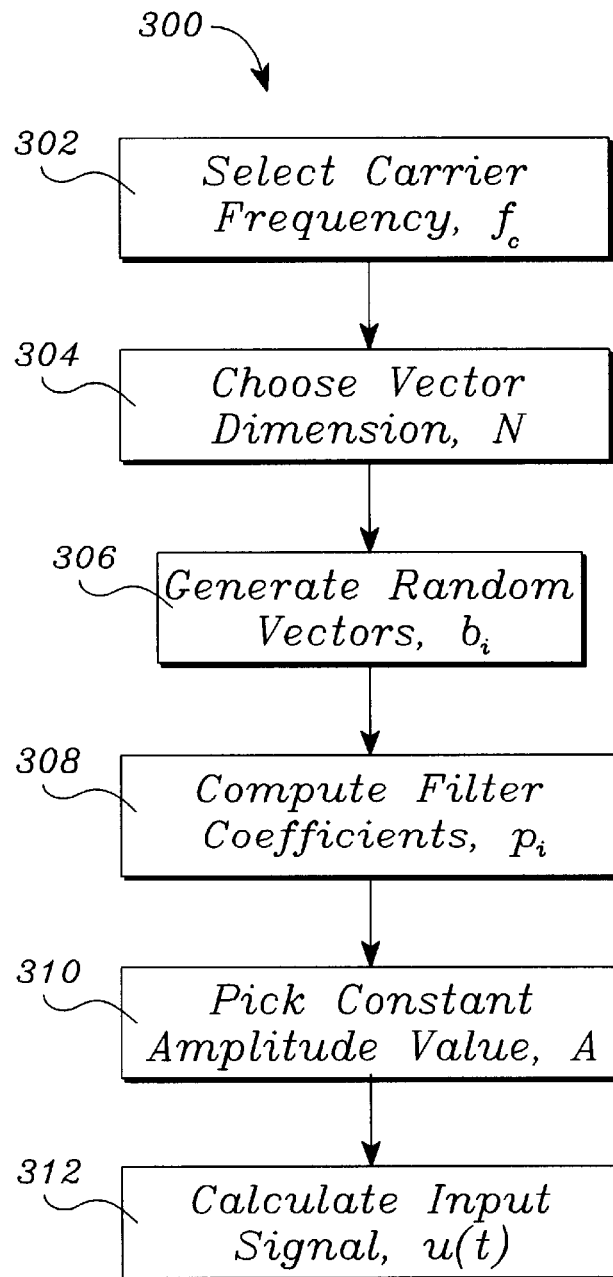 300
302
Select Carrier
Frequency, f_c
304
Choose Vector
Dimension, N
306
Generate Random
Vectors, b_i
308
Compute Filter
Coefficients, p_i
310
Pick Constant
Amplitude Value, A
312
Calculate Input
Signal, u(t)